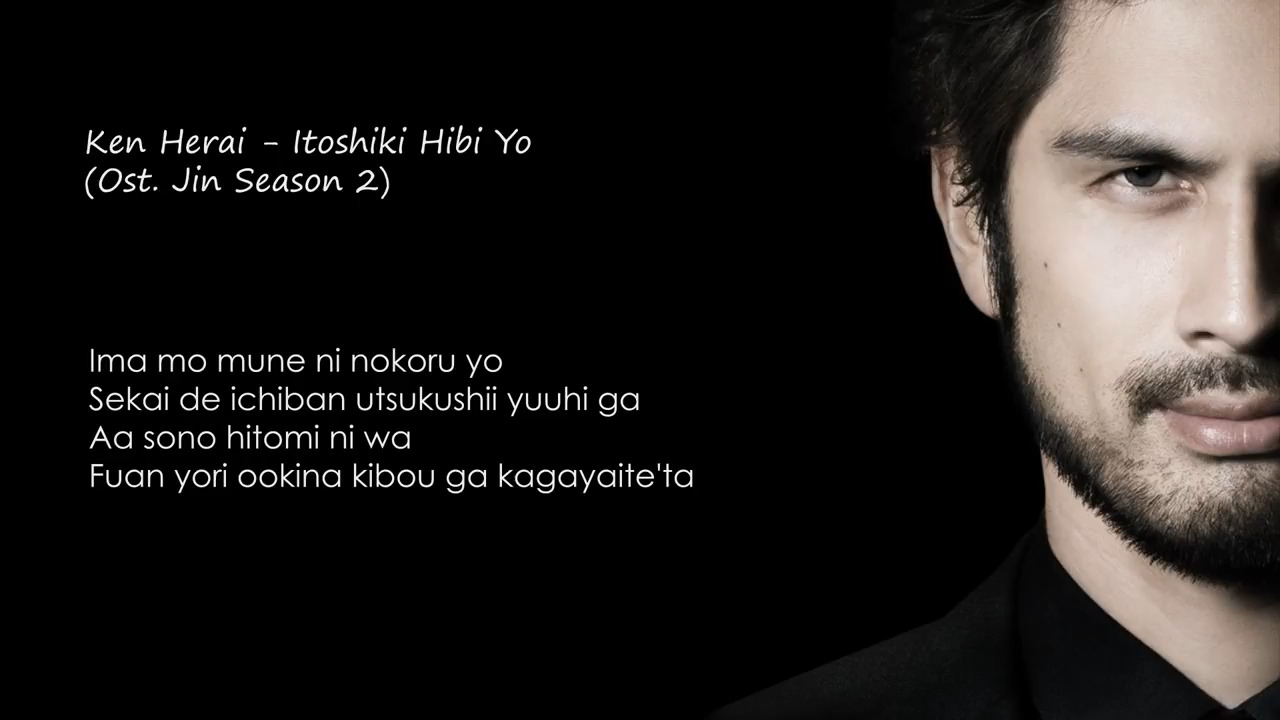 Ken Herai - Itoshiki Hibi Yo
(Ost. Jin Season 2)
Ima mo mune ni nokoru yo
Sekai de ichiban utsukushii yuuhi ga
Aa sono hitomi ni wa
Fuan yori ookina kibou ga kagayaite'ta